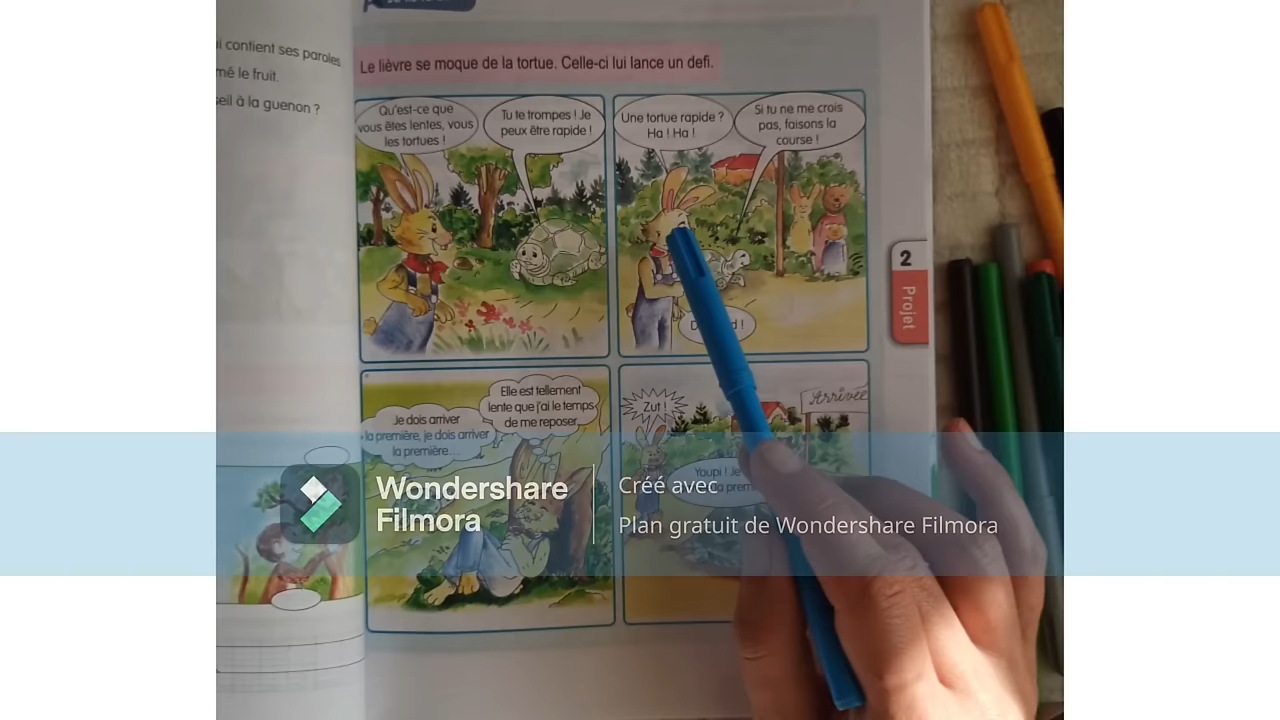 i contient ses paroles
mé le fruit.
seil à la guenon ?
Le lièvre se moque de la tortue. Celle-ci lui lance un defi.
Qu'est-ce que
vous êtes lentes, vous
les tortues !
Tu te trompes ! Je
peux être rapide !
Une tortue rapide ?
Ha ! Ha !
Si tu ne me crois
pas, faisons la
course !
2
Projet
Je dois arriver
la première, je dois arriver
la première...
Elle est tellement
lente que j'ai le temps
de me reposer...
Zut !
Arrivée
Youpi ! Je
la prem
Wondershare
Filmora
Créé avec
Plan gratuit de Wondershare Filmora